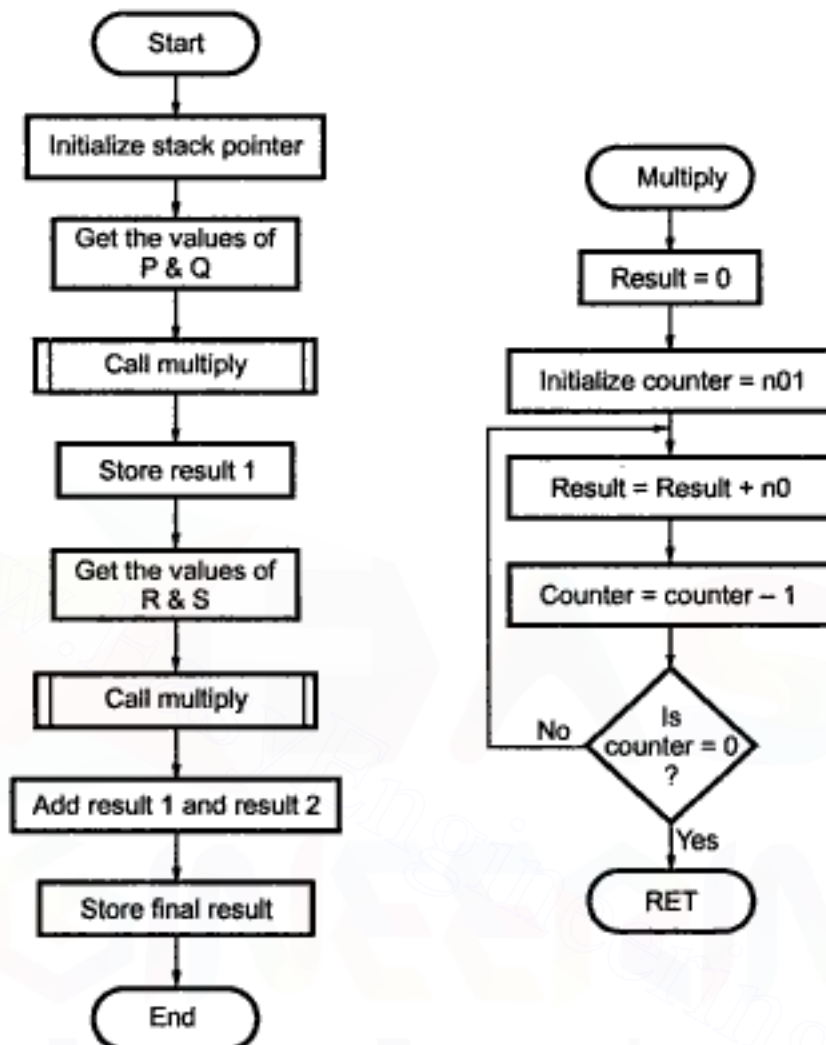 Start
Initialize stack pointer
Get the values of
P & Q
Call multiply
Store result 1
Get the values of
R & S
Call multiply
Add result 1 and result 2
Store final result
End
Multiply
Result = 0
Initialize counter = n01
Result = Result + n0
Counter = counter – 1
Is
counter = 0
?
No
Yes
RET